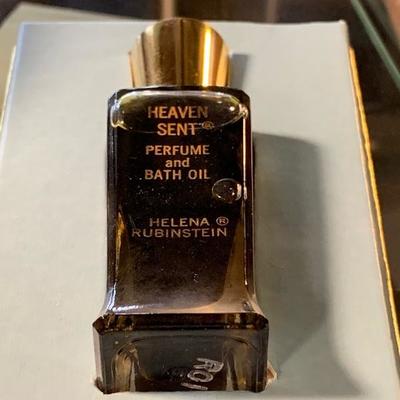 HEAVEN
SENT®
PERFUME
and
BATH OIL
HELENA ®
RUBINSTEIN